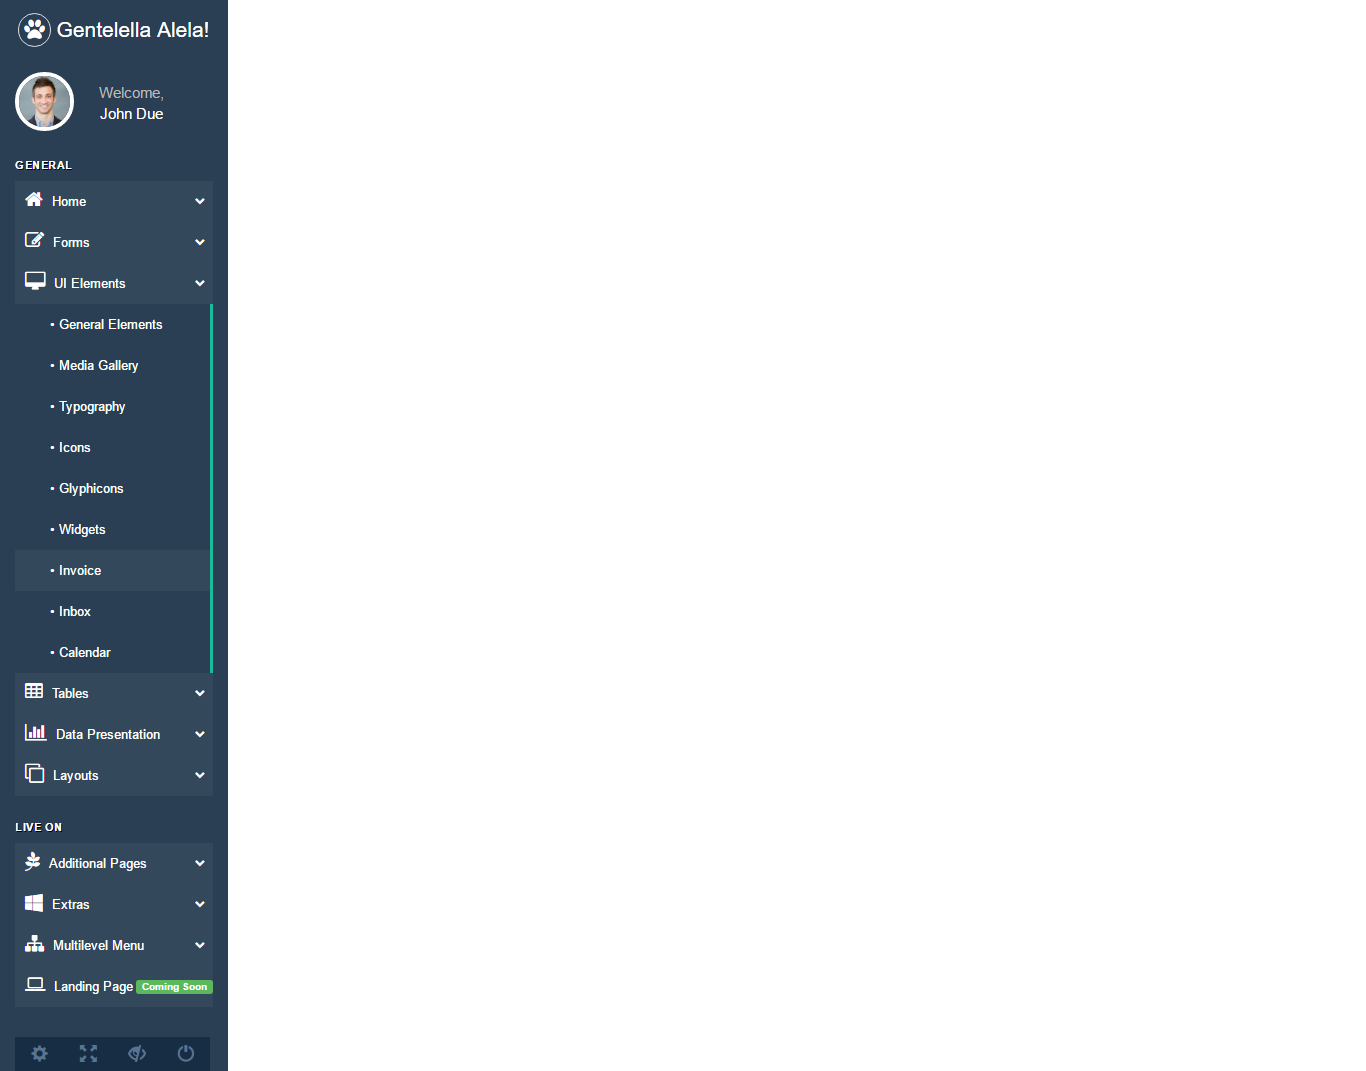 Gentelella Alela!
Welcome,
John Due
GENERAL
Home
Forms
UI Elements
• General Elements
• Media Gallery
• Typography
• Icons
• Glyphicons
• Widgets
• Invoice
• Inbox
• Calendar
Tables
Data Presentation
Layouts
LIVE ON
Additional Pages
Extras
Multilevel Menu
Landing Page Coming Soon